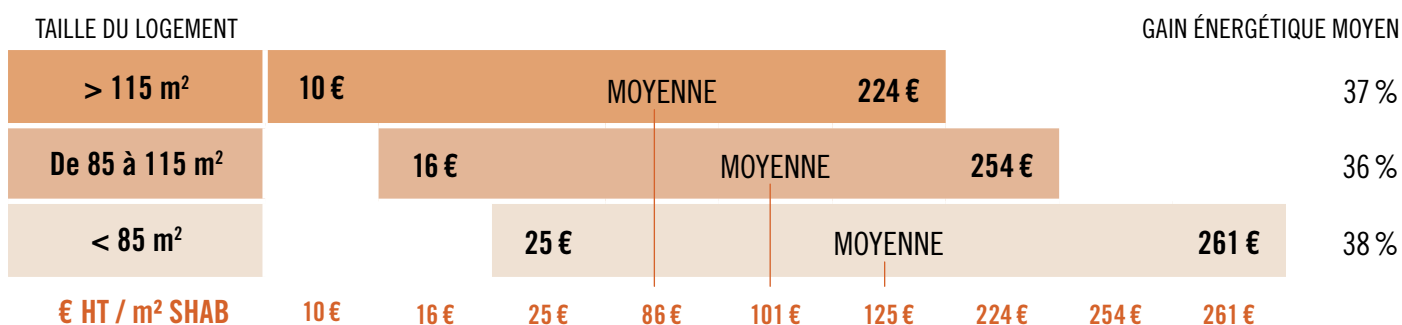 TAILLE DU LOGEMENT GAIN ÉNERGÉTIQUE MOYEN
> 115 m² 10 € MOYENNE 224 € 37 %
De 85 à 115 m² 16 € MOYENNE 254 € 36 %
< 85 m² 25 € MOYENNE 261 € 38 %
€ HT / m² SHAB 10 € 16 € 25 € 86 € 101 € 125 € 224 € 254 € 261 €